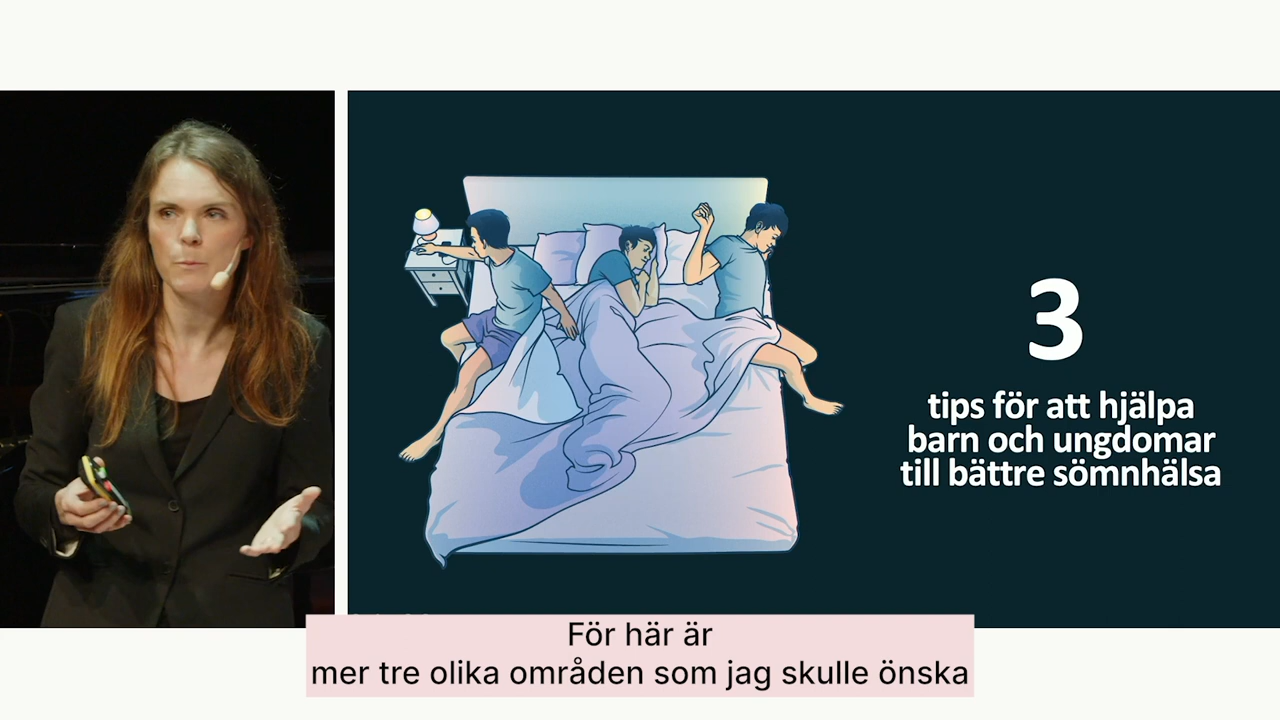 3
tips för att hjälpa
barn och ungdomar
till bättre sömnhälsa
För här är
mer tre olika områden som jag skulle önska